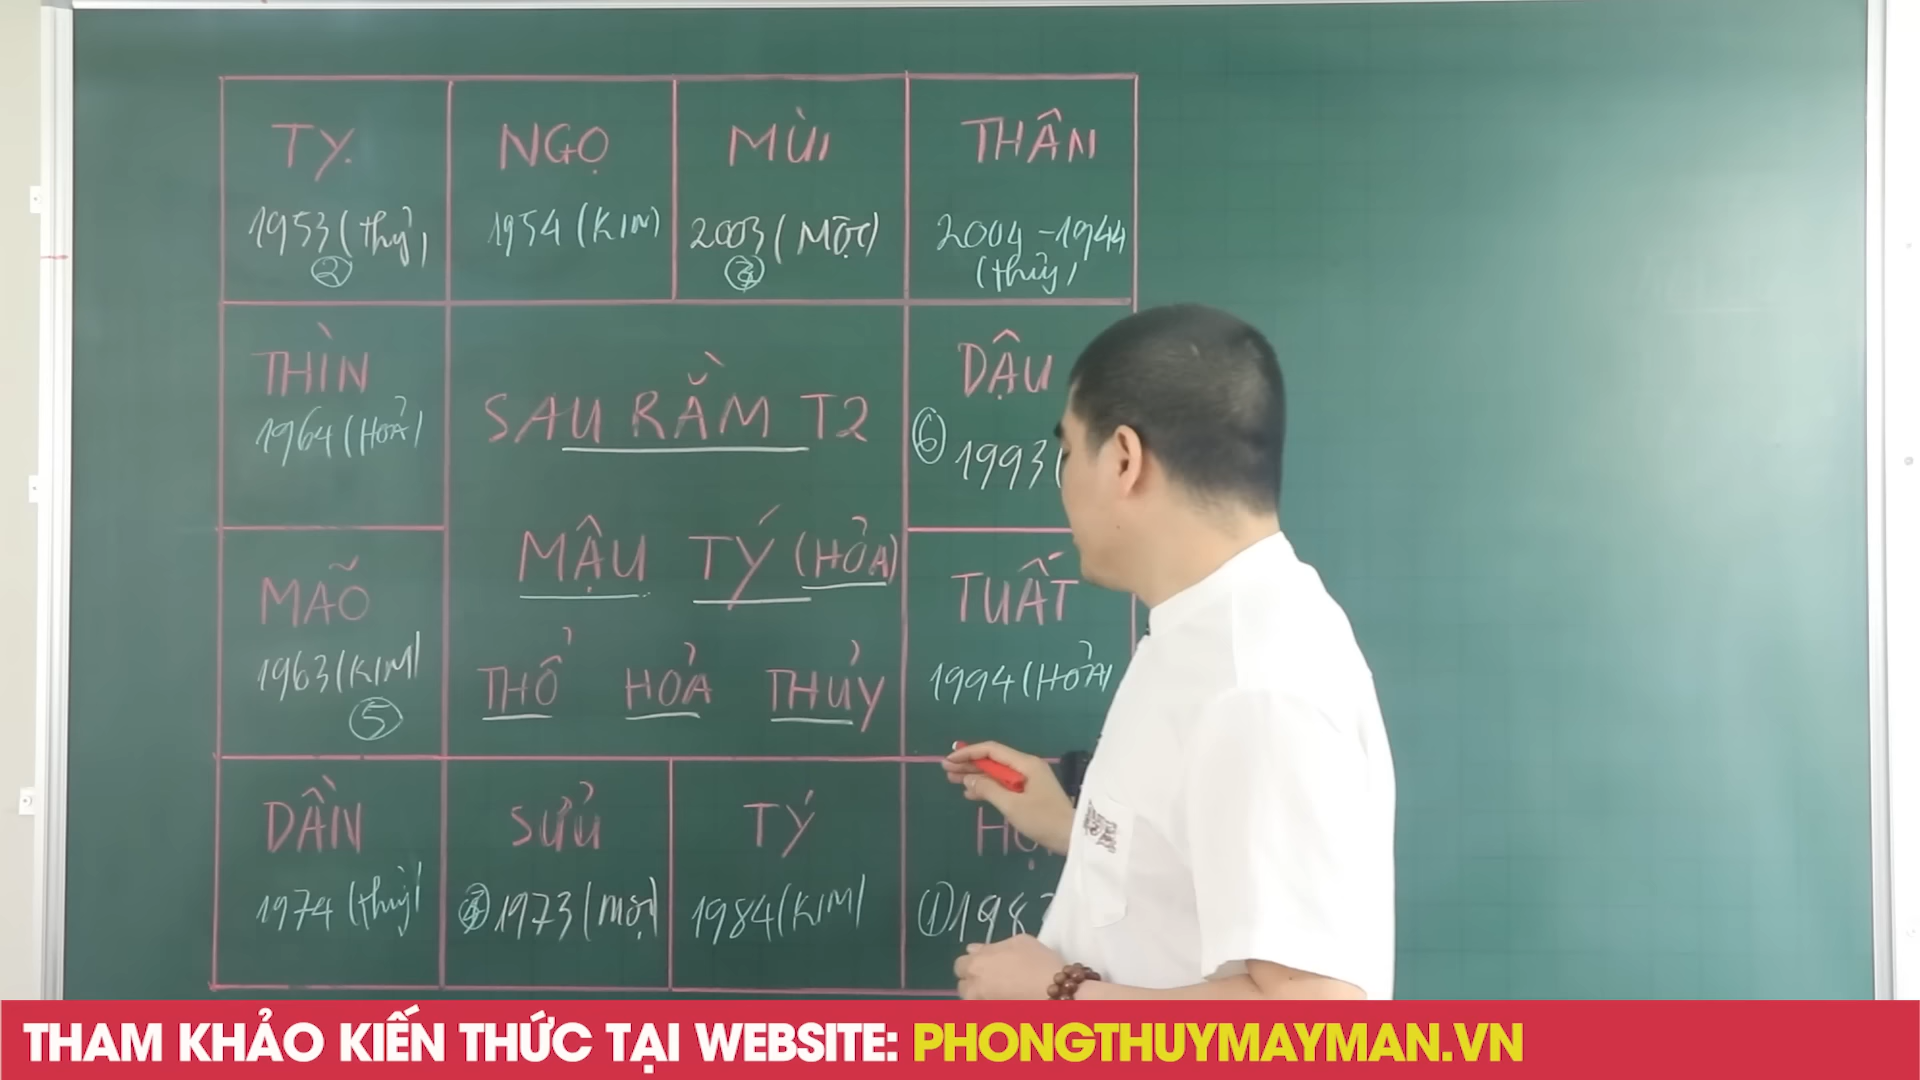 TỴ
1953 (Thủy)
②
NGỌ
1954 (KIM)
MÙI
2003 (MỘC)
③
THÂN
2004 - 1944
(Thủy)
THÌN
1964 (HỎA)
SAU RẰM T2
DẬU
⑥ 1993 (
MÃO
1963 (KIM)
⑤
MẬU TÝ (HỎA)
THỔ HỎA THỦY
TUẤT
1994 (HỎA)
DẦN
1974 (Thủy)
SỬU
④ 1973 (MỘC)
TÝ
1984 (KIM)
HỢI
① 198
THAM KHẢO KIẾN THỨC TẠI WEBSITE: PHONGTHUYMAYMAN.VN